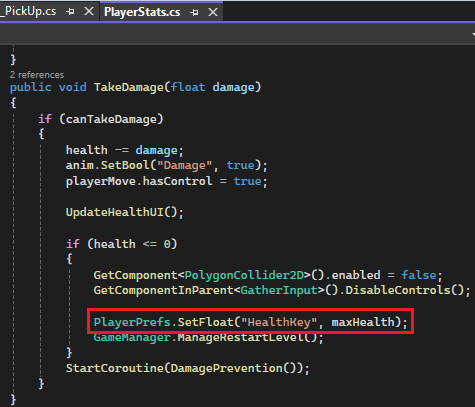 _PickUp.cs
PlayerStats.cs
}
2 references
public void TakeDamage(float damage)
{
if (canTakeDamage)
{
health -= damage;
anim.SetBool("Damage", true);
playerMove.hasControl = true;
UpdateHealthUI();
if (health <= 0)
{
GetComponent<PolygonCollider2D>().enabled = false;
GetComponentInParent<GatherInput>().DisableControls();
PlayerPrefs.SetFloat("HealthKey", maxHealth);
GameManager.ManageRestartLevel();
}
StartCoroutine(DamagePrevention());
}
}